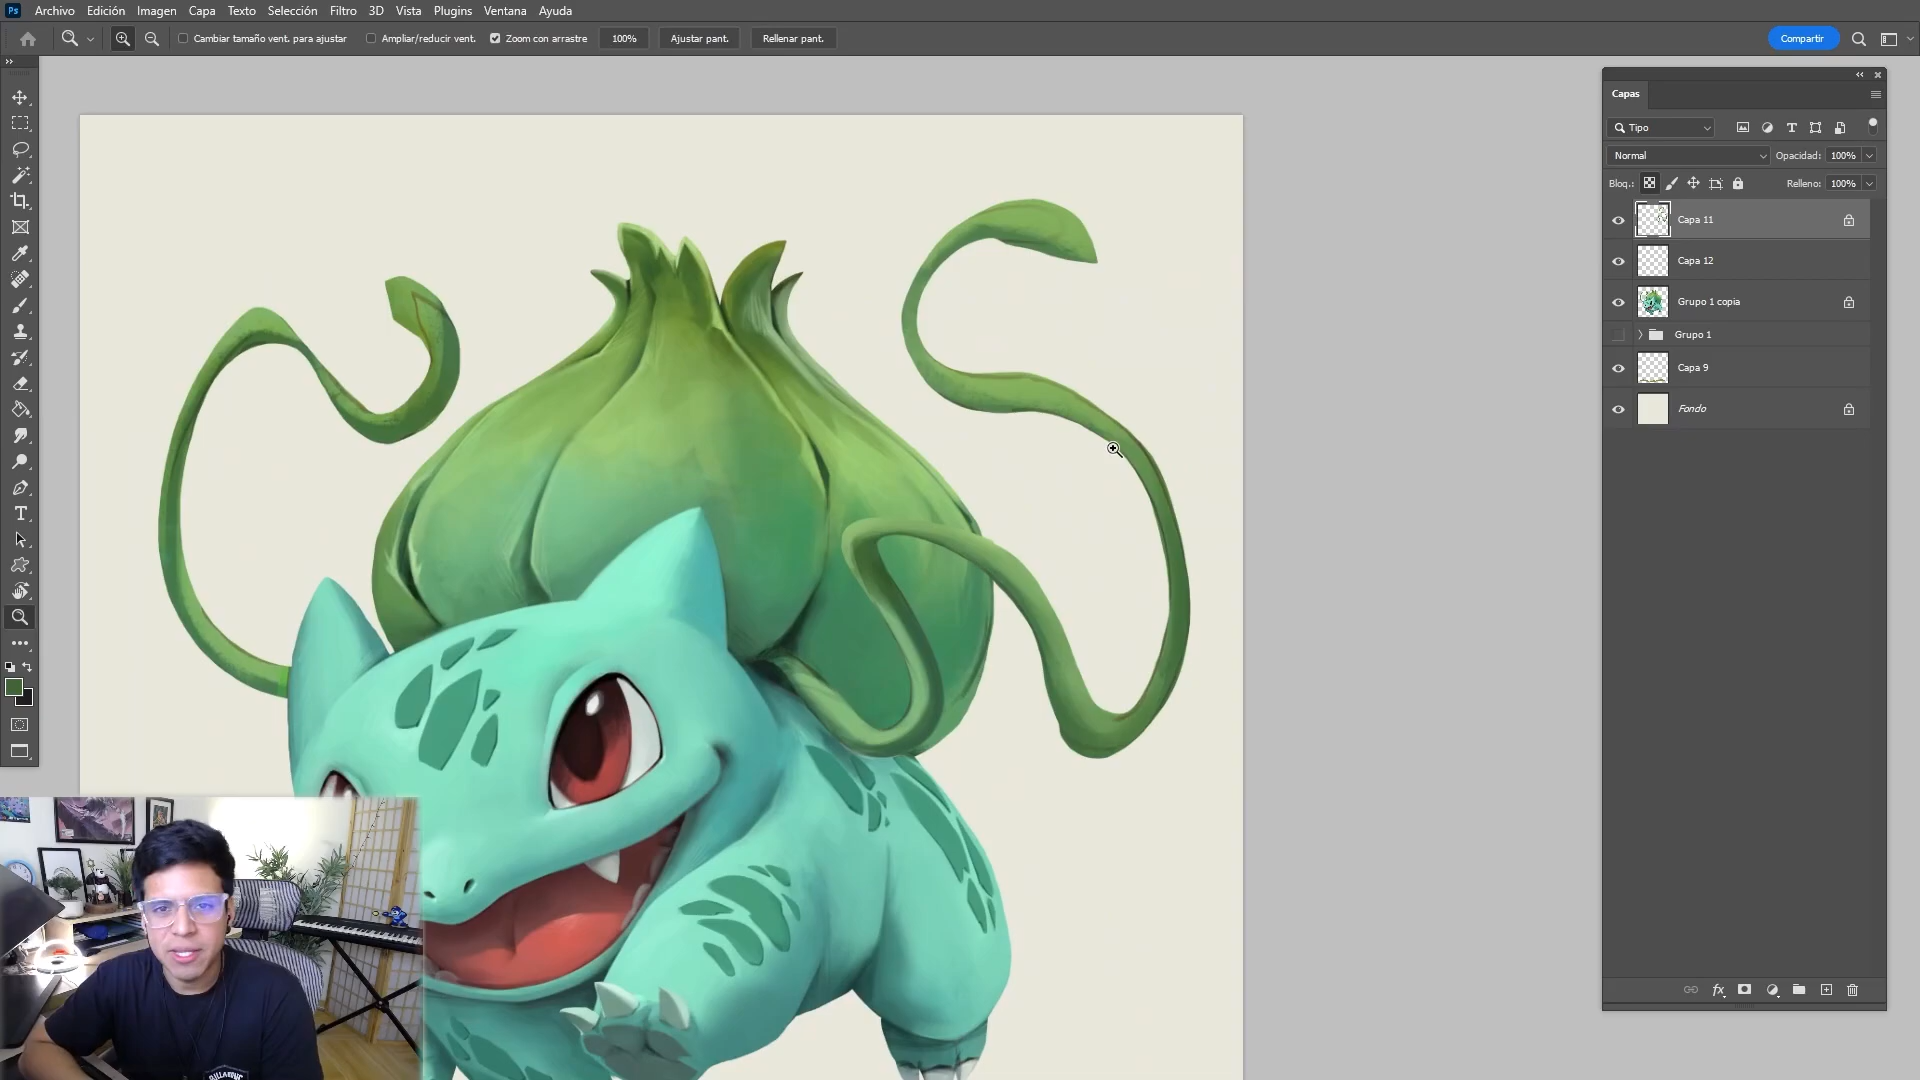 Ps Archivo Edición Imagen Capa Texto Selección Filtro 3D Vista Plugins Ventana Ayuda
Cambiar tamaño vent. para ajustar Ampliar/reducir vent. Zoom con arrastre 100% Ajustar pant. Rellenar pant. Compartir
Capas
Tipo
Normal Opacidad: 100%
Bloq.: Relleno: 100%
Capa 11
Capa 12
Grupo 1 copia
Grupo 1
Capa 9
Fondo
fx
BILLABONG